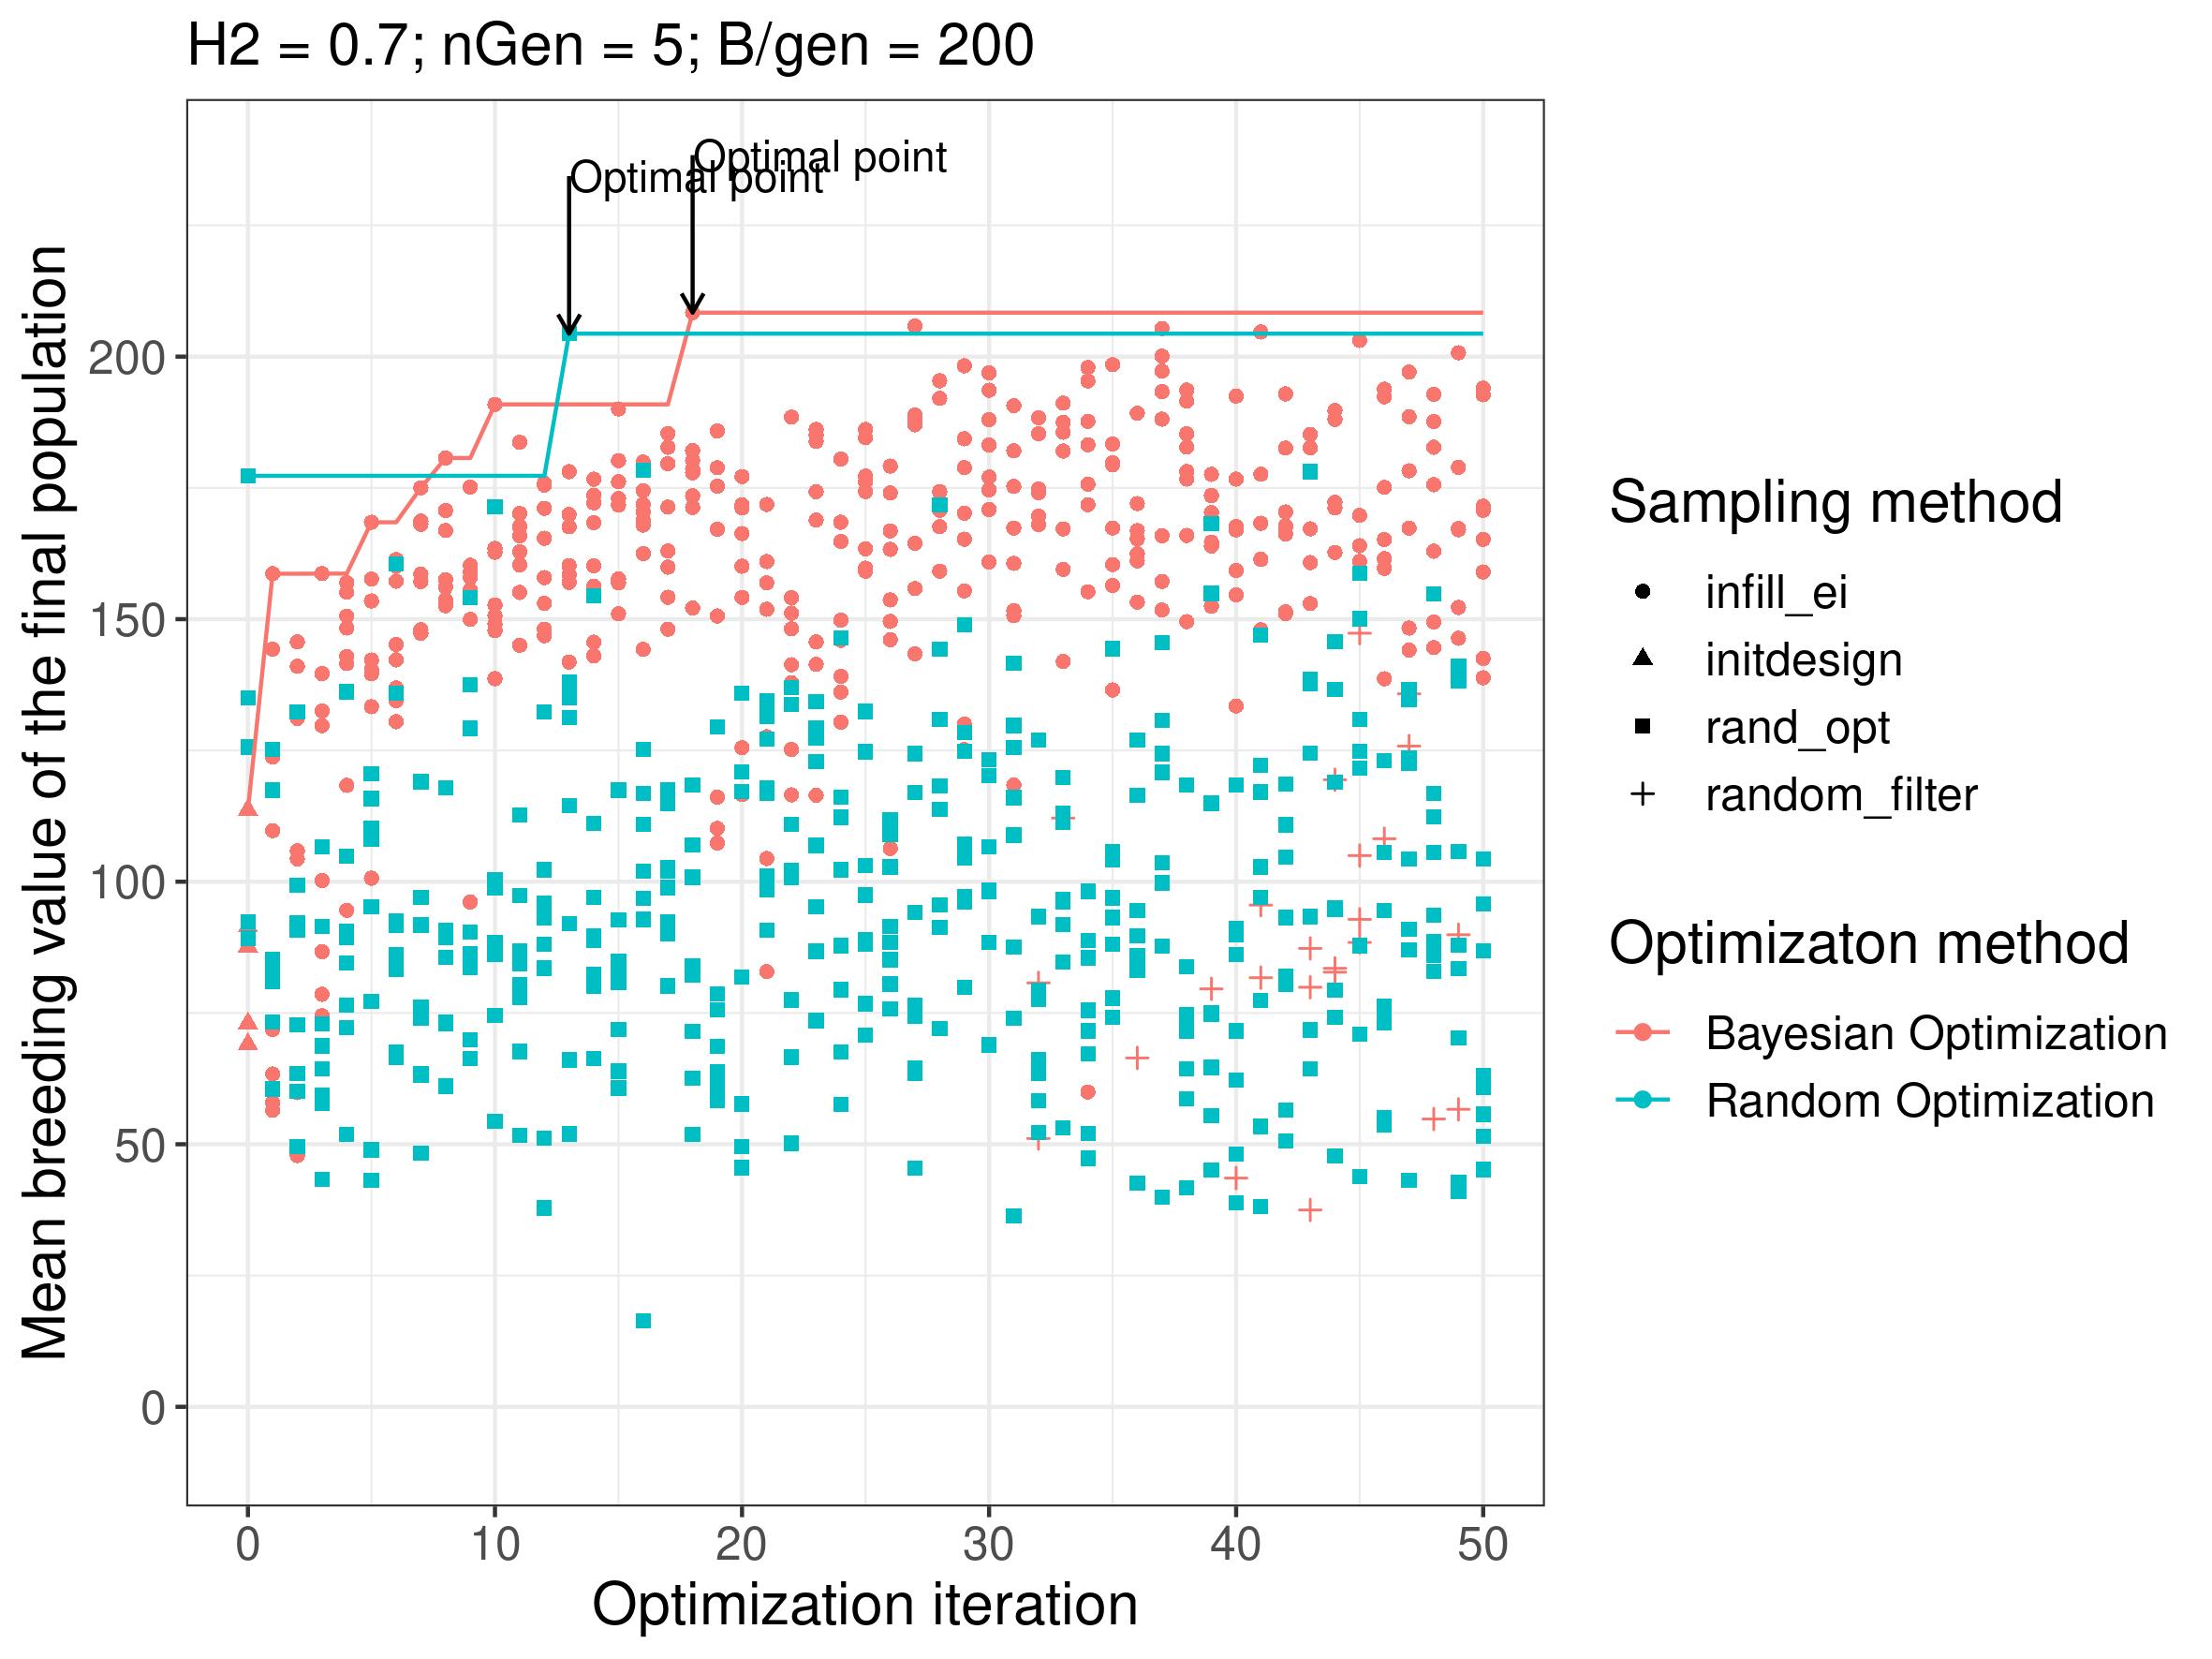 H2 = 0.7; nGen = 5; B/gen = 200
Optimal point
Optimal point
Mean breeding value of the final population
200
150
100
50
0
0 10 20 30 40 50
Optimization iteration
Sampling method
infill_ei
initdesign
rand_opt
random_filter
Optimizaton method
Bayesian Optimization
Random Optimization